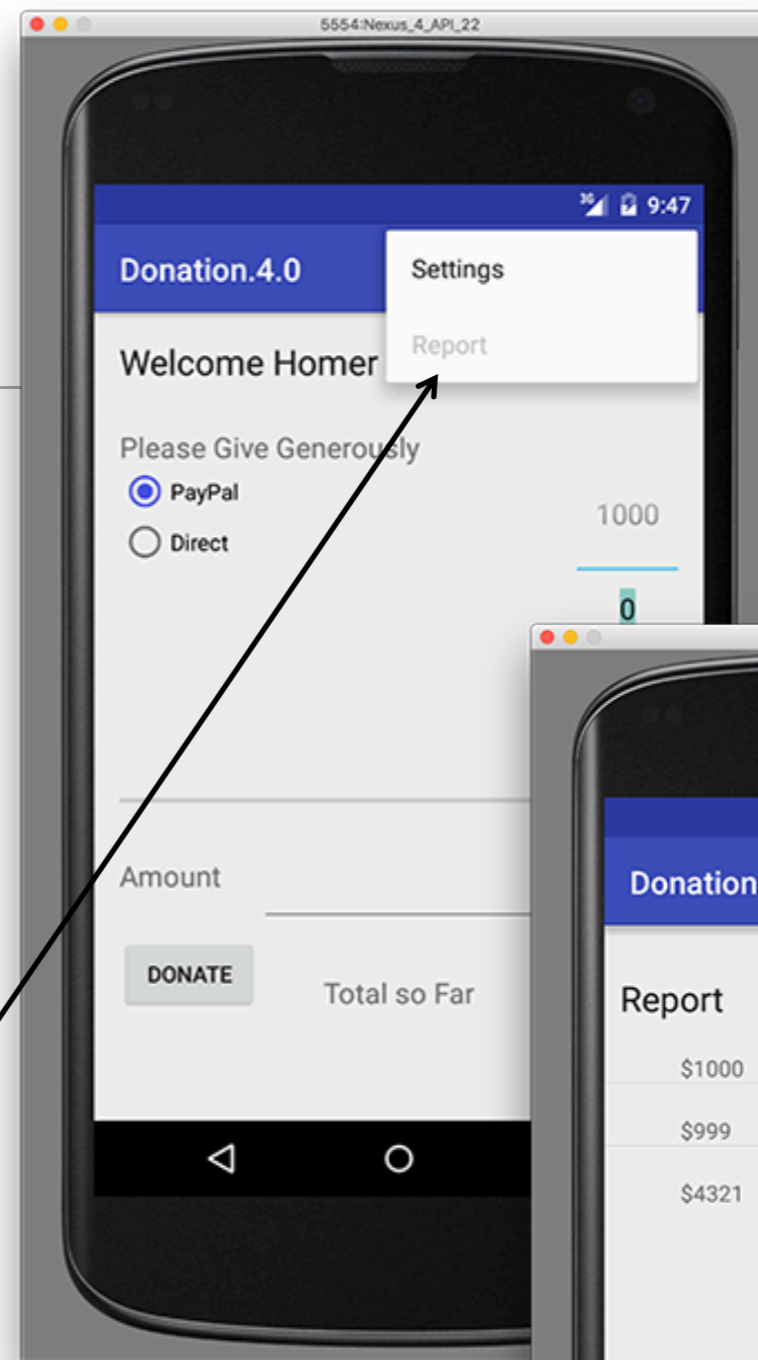 5554:Nexus_4_API_22
3G 9:47
Donation.4.0
Settings
Report
Welcome Homer
Please Give Generously
PayPal
Direct
1000
0
Amount
DONATE
Total so Far
Donation
Report
$1000
$999
$4321